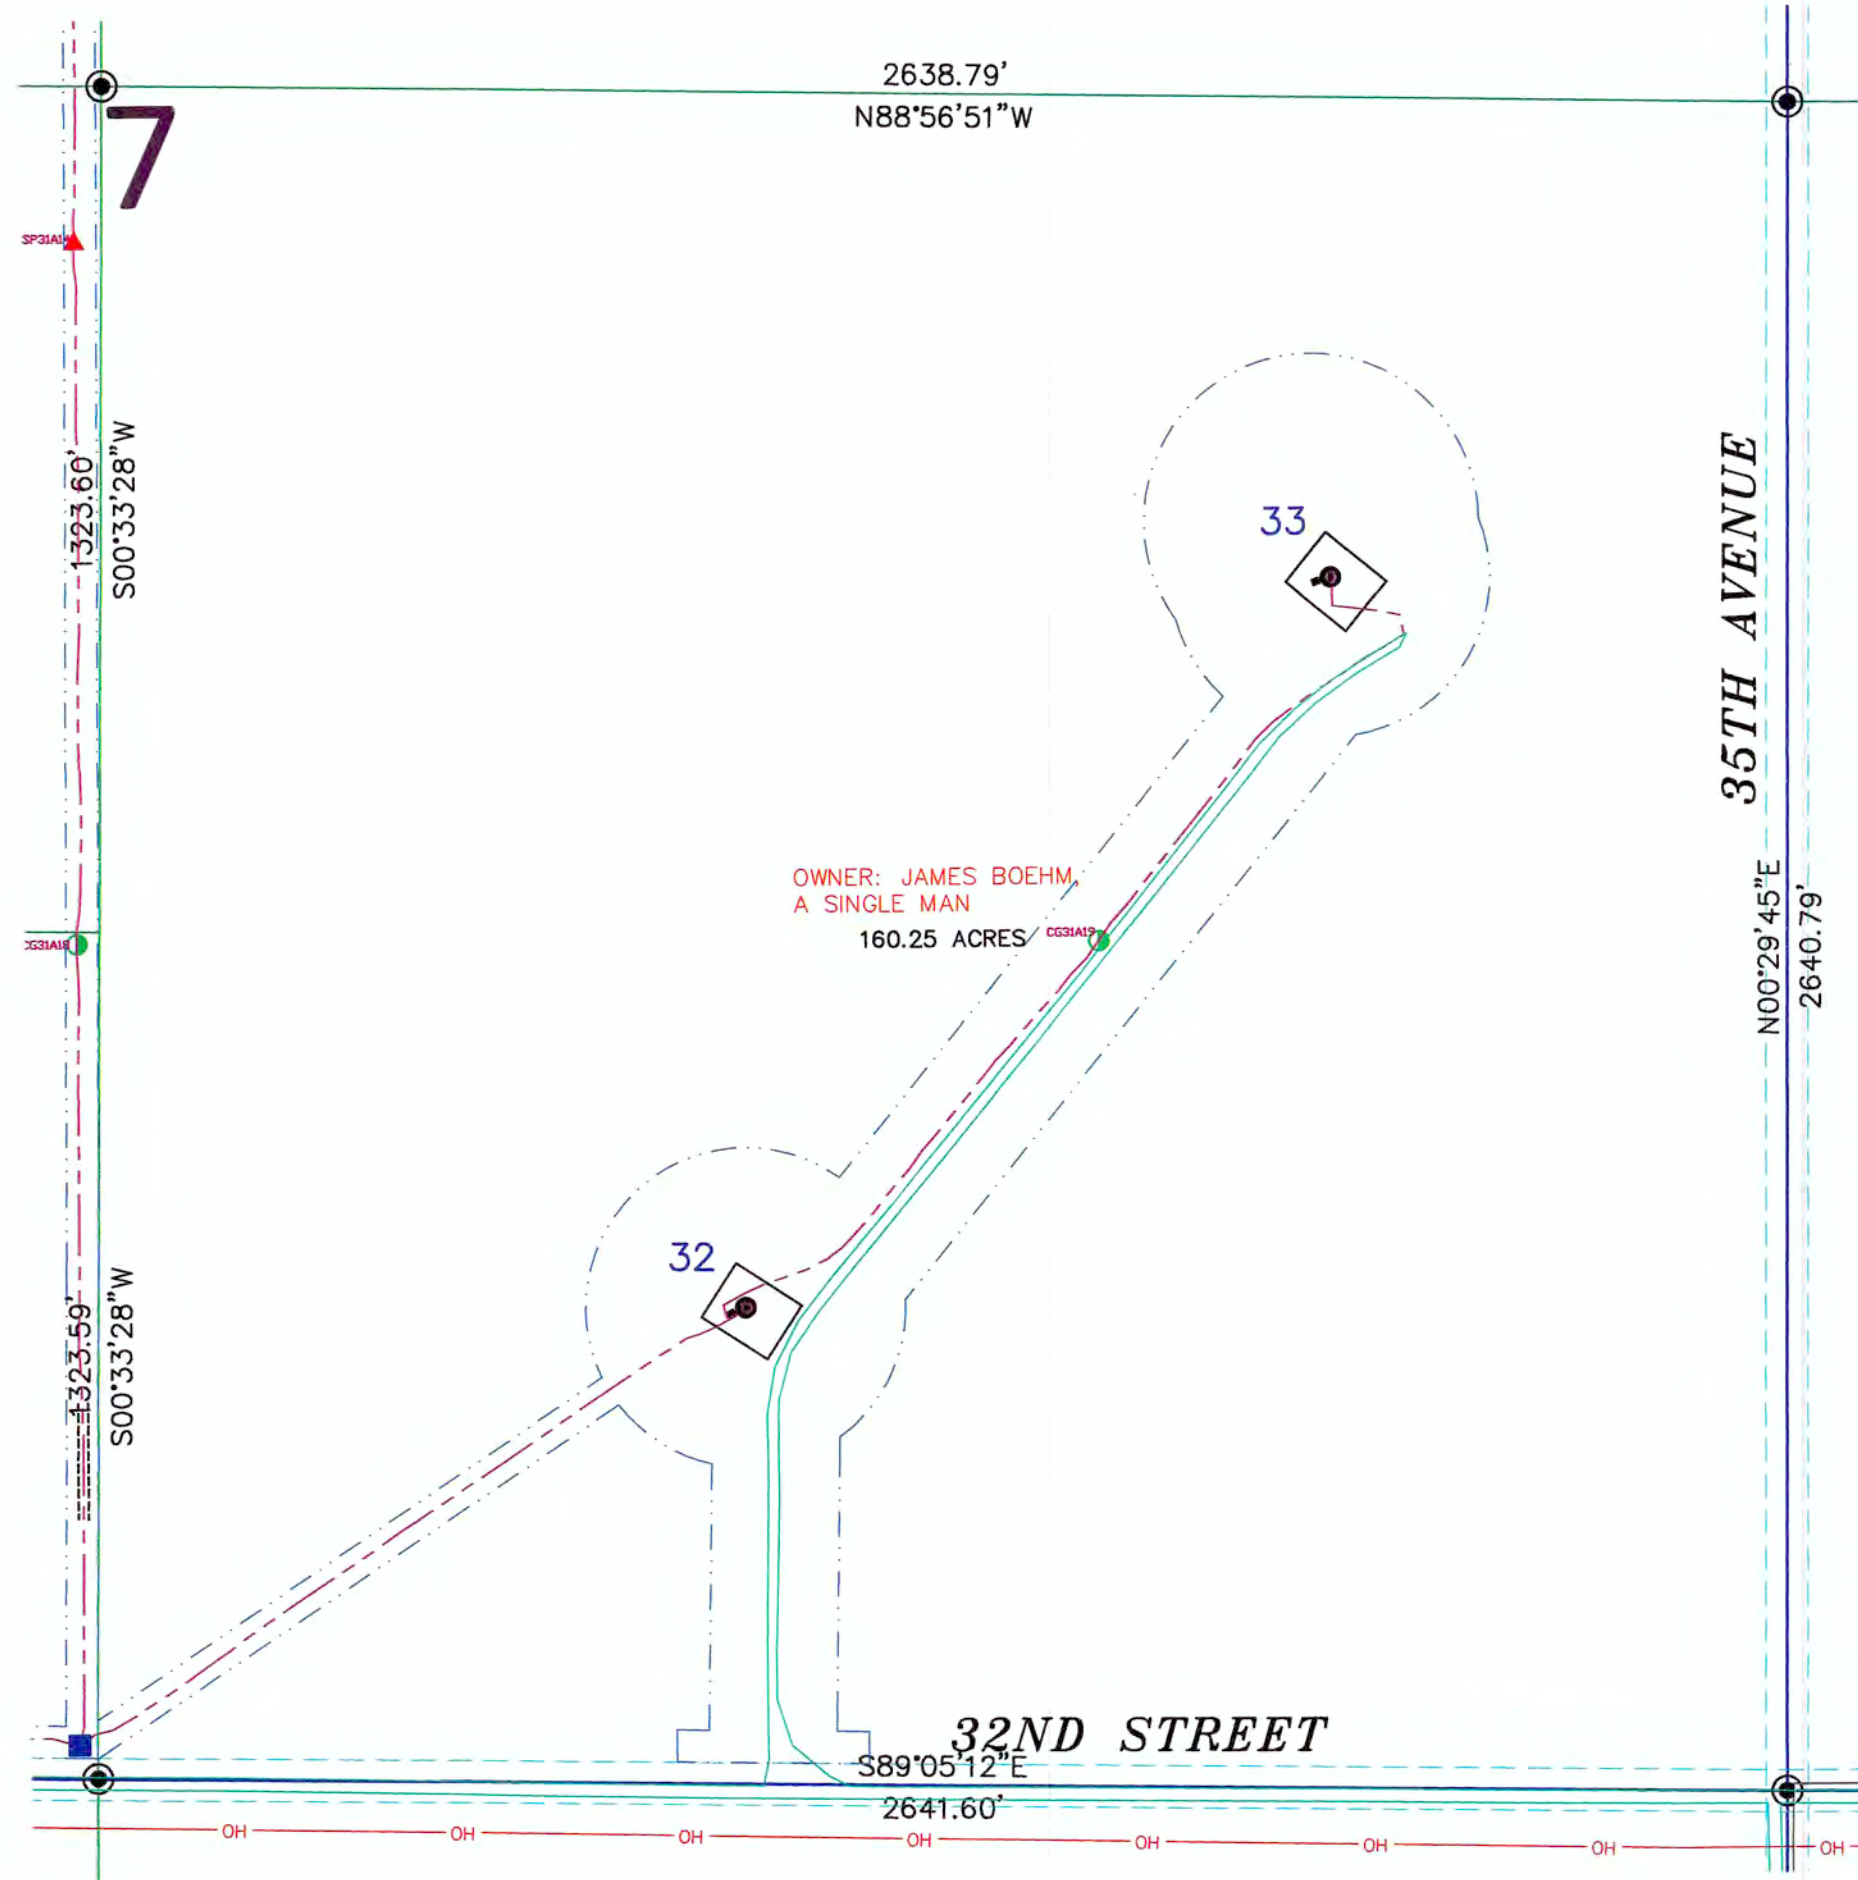 2638.79'
N88°56'51"W
7
1323.60'
S00°33'28"W
33
35TH AVENUE
OWNER: JAMES BOEHM,
A SINGLE MAN
160.25 ACRES
CG31A19
N00°29'45"E
2640.79'
32
1323.59'
S00°33'28"W
32ND STREET
S89°05'12"E
2641.60'
OH OH OH OH OH OH OH OH